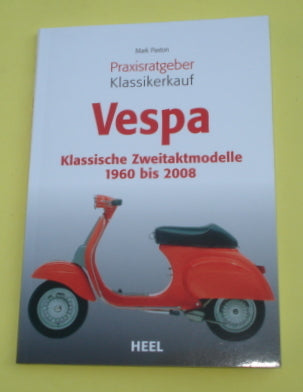 Mark Paxton
Praxisratgeber
Klassikerkauf
Vespa
Klassische Zweitaktmodelle
1960 bis 2008
HEEL